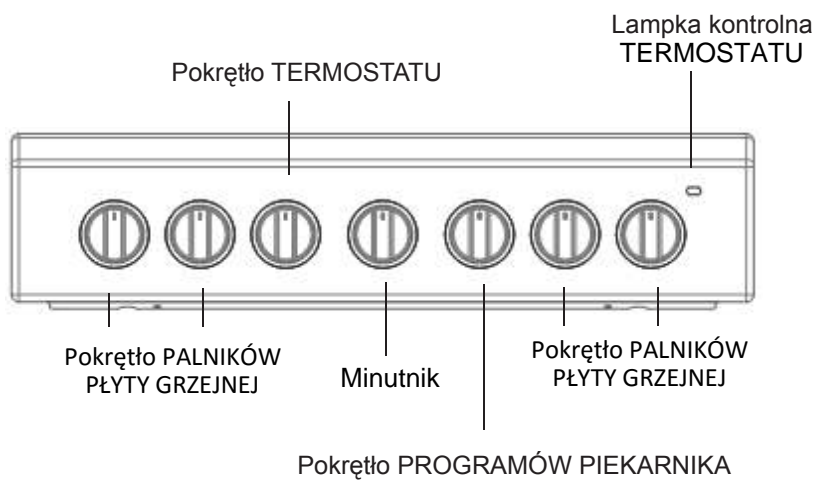 Lampka kontrolna
TERMOSTATU
Pokrętło TERMOSTATU
Pokrętło PALNIKÓW
PŁYTY GRZEJNEJ
Minutnik
Pokrętło PALNIKÓW
PŁYTY GRZEJNEJ
Pokrętło PROGRAMÓW PIEKARNIKA